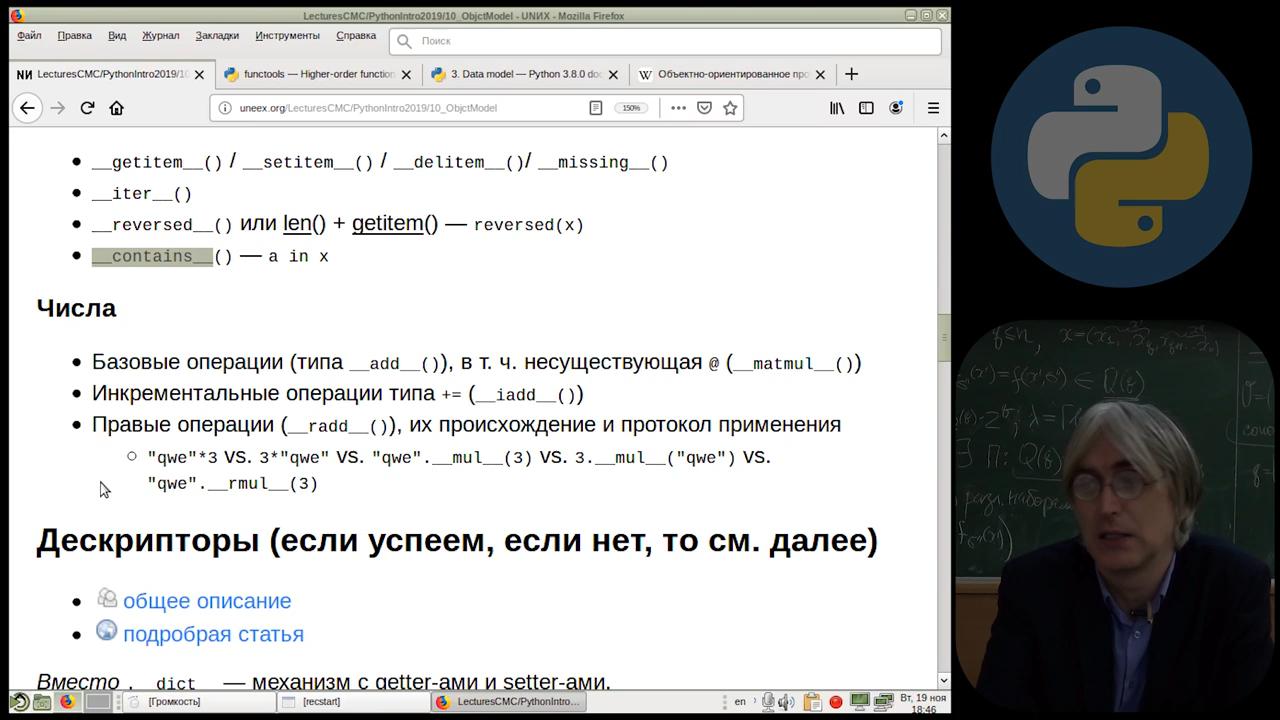 LecturesCMC/PythonIntro2019/10_ObjctModel - UNИX - Mozilla Firefox
Файл Правка Вид Журнал Закладки Инструменты Справка Поиск
LecturesCMC/PythonIntro2019/10 functools — Higher-order function 3. Data model — Python 3.8.0 do Объектно-ориентированное про
uneex.org/LecturesCMC/PythonIntro2019/10_ObjctModel 150%
__getitem__() / __setitem__() / __delitem__()/ __missing__()
__iter__()
__reversed__() или len() + getitem() — reversed(x)
__contains__() — a in x
Числа
Базовые операции (типа __add__()), в т. ч. несуществующая @ (__matmul__())
Инкрементальные операции типа += (__iadd__())
Правые операции (__radd__()), их происхождение и протокол применения
"qwe"*3 vs. 3*"qwe" vs. "qwe".__mul__(3) vs. 3.__mul__("qwe") vs.
"qwe".__rmul__(3)
Дескрипторы (если успеем, если нет, то см. далее)
общее описание
подробрая статья
Вместо .__dict__ — механизм с getter-ами и setter-ами.
[Громкость] [recstart] LecturesCMC/PythonIntro2019/10... en Вт, 19 ноя
18:46